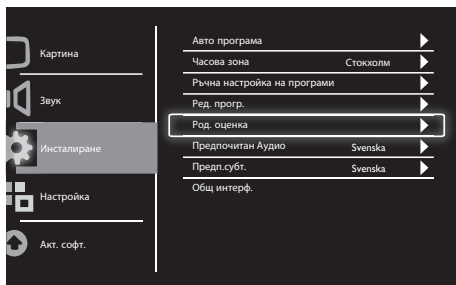 Картина
Звук
Инсталиране
Настройка
Акт. софт.
Авто програма
Часова зона Стокхолм
Ръчна настройка на програми
Ред. прогр.
Род. оценка
Предпочитан Аудио Svenska
Предп.субт. Svenska
Общ интерф.